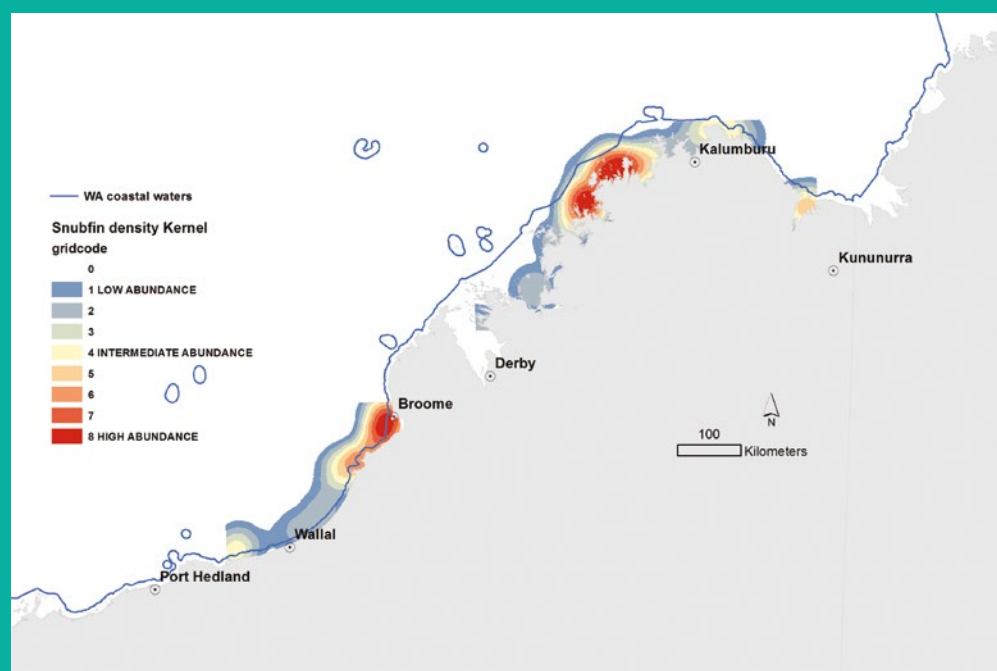 WA coastal waters
Snubfin density Kernel
gridcode
0
1 LOW ABUNDANCE
2
3
4 INTERMEDIATE ABUNDANCE
5
6
7
8 HIGH ABUNDANCE
Kalumburu
Kununurra
Derby
Broome
N
100
Kilometers
Wallal
Port Hedland